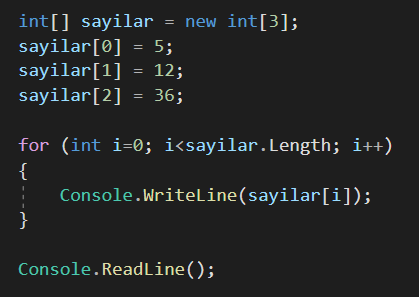 int[] sayilar = new int[3];
sayilar[0] = 5;
sayilar[1] = 12;
sayilar[2] = 36;
for (int i=0; i<sayilar.Length; i++)
{
Console.WriteLine(sayilar[i]);
}
Console.ReadLine();